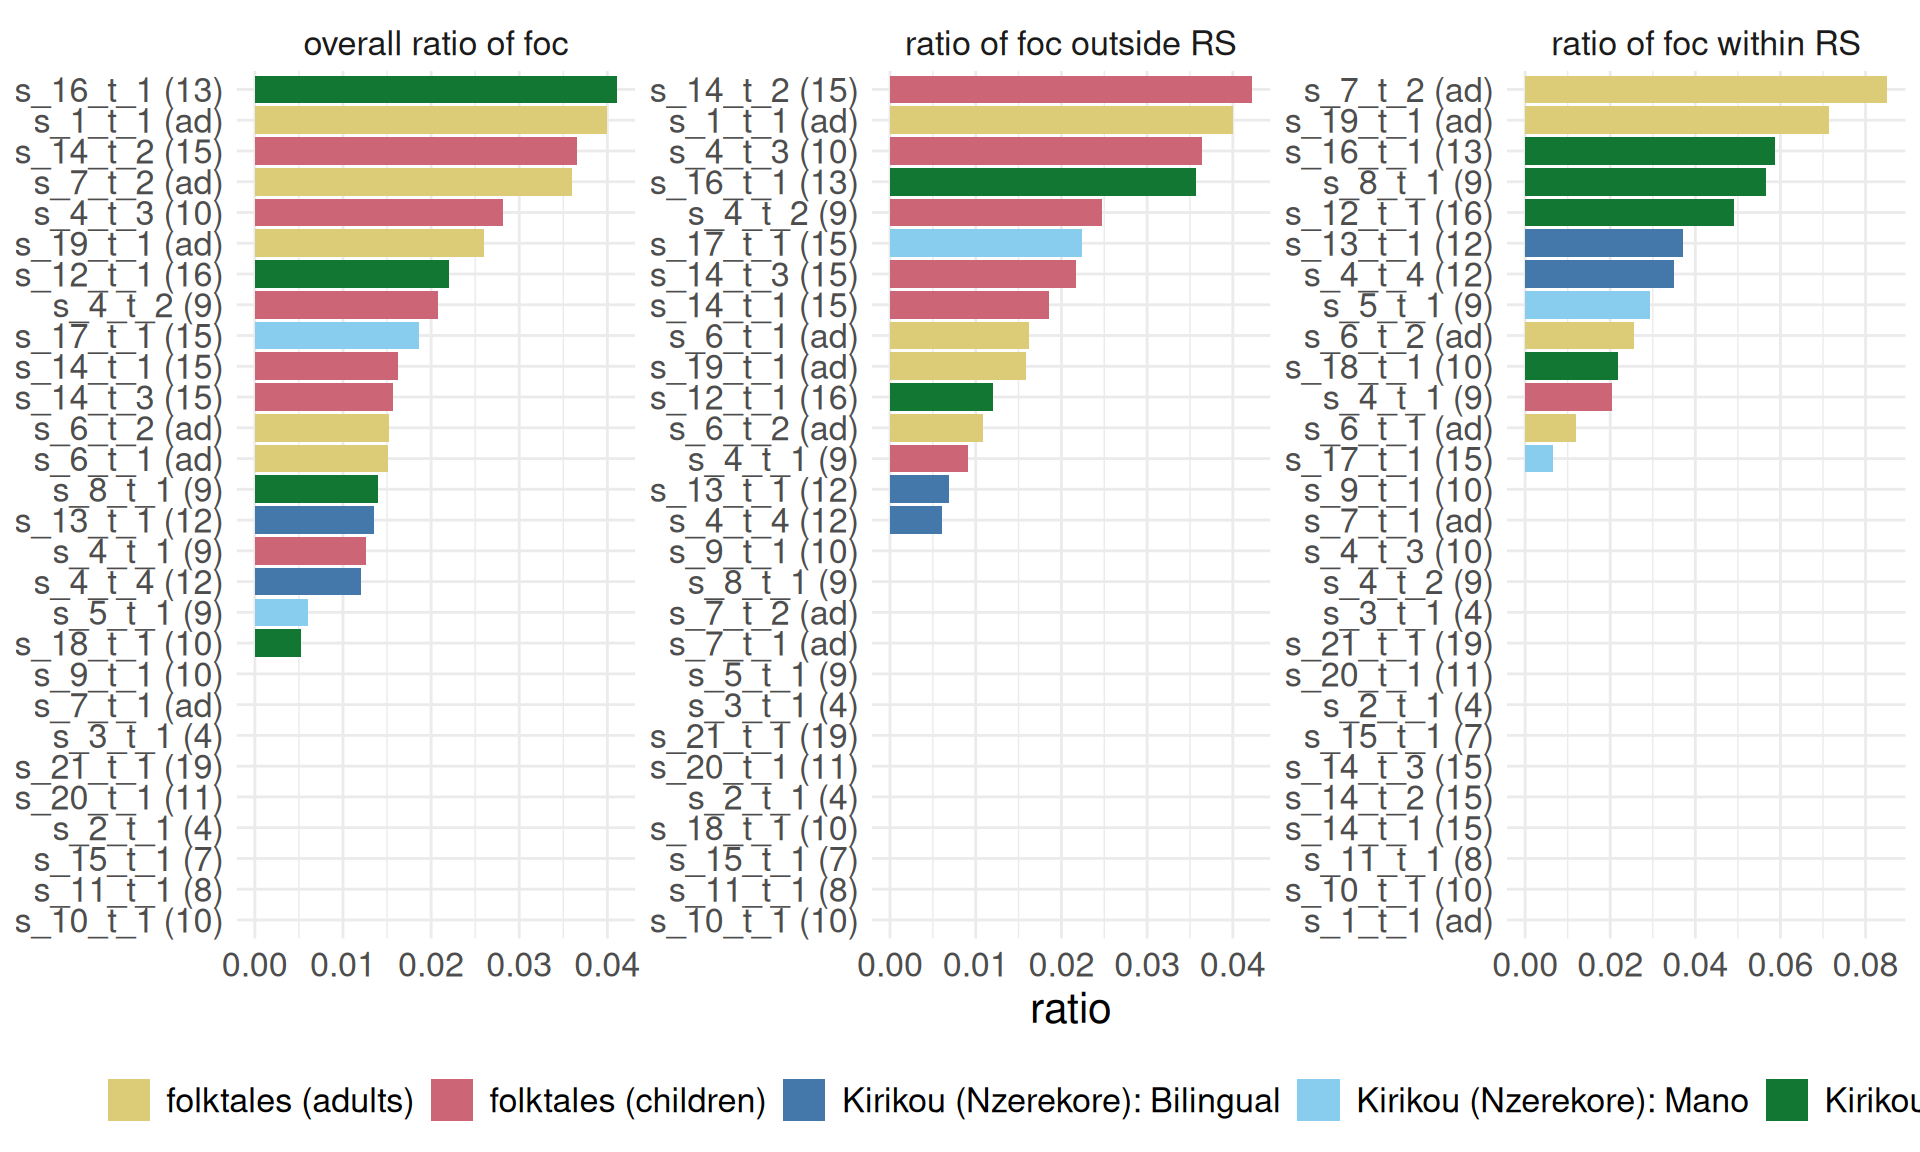 overall ratio of foc
s_16_t_1 (13)
s_1_t_1 (ad)
s_14_t_2 (15)
s_7_t_2 (ad)
s_4_t_3 (10)
s_19_t_1 (ad)
s_12_t_1 (16)
s_4_t_2 (9)
s_17_t_1 (15)
s_14_t_1 (15)
s_14_t_3 (15)
s_6_t_2 (ad)
s_6_t_1 (ad)
s_8_t_1 (9)
s_13_t_1 (12)
s_4_t_1 (9)
s_4_t_4 (12)
s_5_t_1 (9)
s_18_t_1 (10)
s_9_t_1 (10)
s_7_t_1 (ad)
s_3_t_1 (4)
s_21_t_1 (19)
s_20_t_1 (11)
s_2_t_1 (4)
s_15_t_1 (7)
s_11_t_1 (8)
s_10_t_1 (10)
0.00 0.01 0.02 0.03 0.04
ratio of foc outside RS
s_14_t_2 (15)
s_1_t_1 (ad)
s_4_t_3 (10)
s_16_t_1 (13)
s_4_t_2 (9)
s_17_t_1 (15)
s_14_t_3 (15)
s_14_t_1 (15)
s_6_t_1 (ad)
s_19_t_1 (ad)
s_12_t_1 (16)
s_6_t_2 (ad)
s_4_t_1 (9)
s_13_t_1 (12)
s_4_t_4 (12)
s_9_t_1 (10)
s_8_t_1 (9)
s_7_t_2 (ad)
s_7_t_1 (ad)
s_5_t_1 (9)
s_3_t_1 (4)
s_21_t_1 (19)
s_20_t_1 (11)
s_2_t_1 (4)
s_18_t_1 (10)
s_15_t_1 (7)
s_11_t_1 (8)
s_10_t_1 (10)
0.00 0.01 0.02 0.03 0.04
ratio of foc within RS
s_7_t_2 (ad)
s_19_t_1 (ad)
s_16_t_1 (13)
s_8_t_1 (9)
s_12_t_1 (16)
s_13_t_1 (12)
s_4_t_4 (12)
s_5_t_1 (9)
s_6_t_2 (ad)
s_18_t_1 (10)
s_4_t_1 (9)
s_6_t_1 (ad)
s_17_t_1 (15)
s_9_t_1 (10)
s_7_t_1 (ad)
s_4_t_3 (10)
s_4_t_2 (9)
s_3_t_1 (4)
s_21_t_1 (19)
s_20_t_1 (11)
s_2_t_1 (4)
s_15_t_1 (7)
s_14_t_3 (15)
s_14_t_2 (15)
s_14_t_1 (15)
s_11_t_1 (8)
s_10_t_1 (10)
s_1_t_1 (ad)
0.00 0.02 0.04 0.06 0.08
ratio
folktales (adults) folktales (children) Kirikou (Nzerekore): Bilingual Kirikou (Nzerekore): Mano